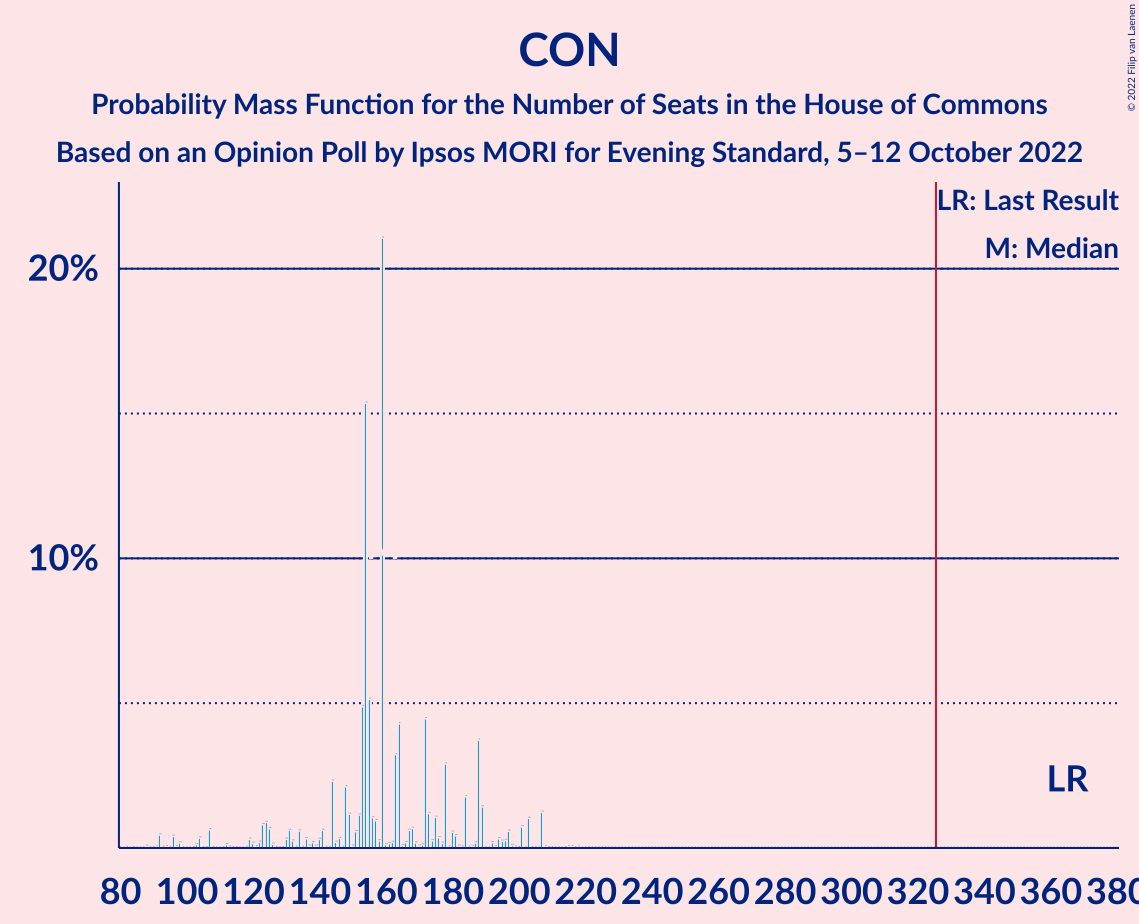 CON
Probability Mass Function for the Number of Seats in the House of Commons
Based on an Opinion Poll by Ipsos MORI for Evening Standard, 5–12 October 2022
© 2022 Filip van Laenen
LR: Last Result
M: Median
20%
10%
LR
80 100 120 140 160 180 200 220 240 260 280 300 320 340 360 380